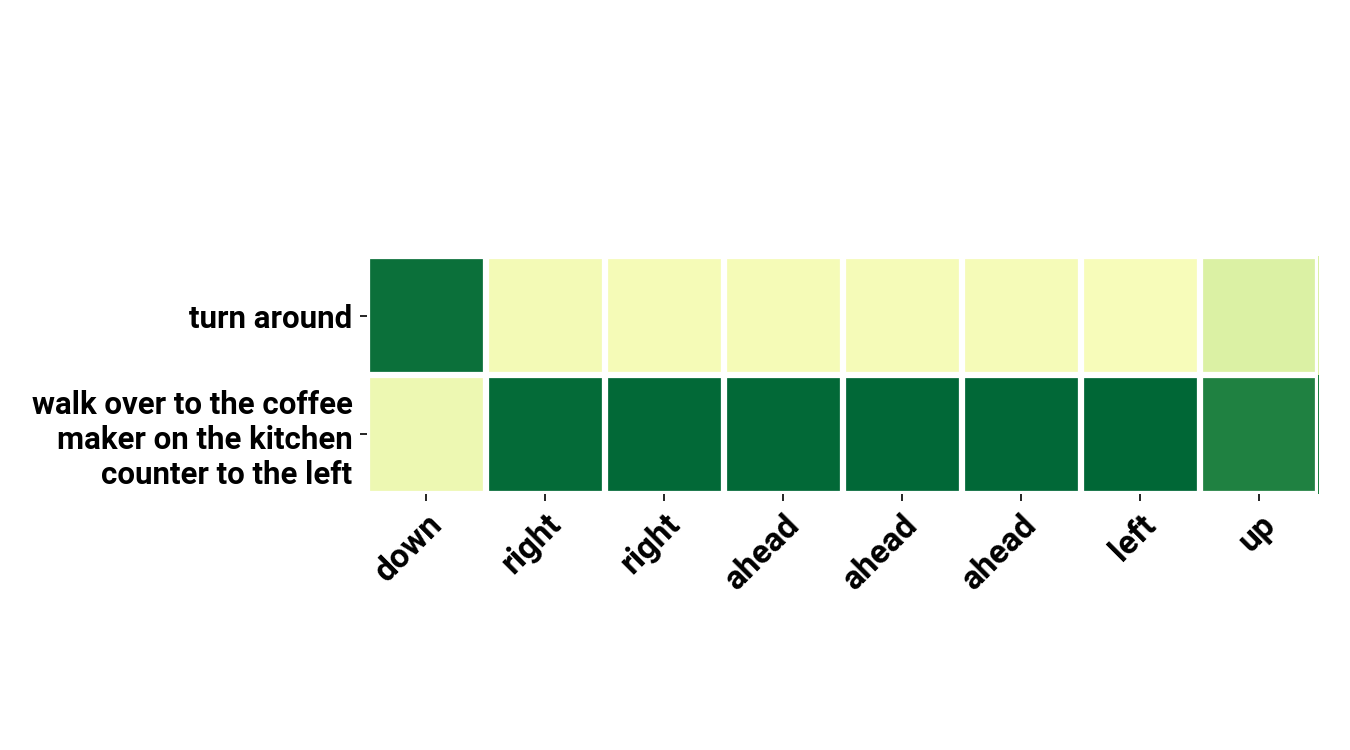 turn around
walk over to the coffee
maker on the kitchen
counter to the left
down
right
right
ahead
ahead
ahead
left
up